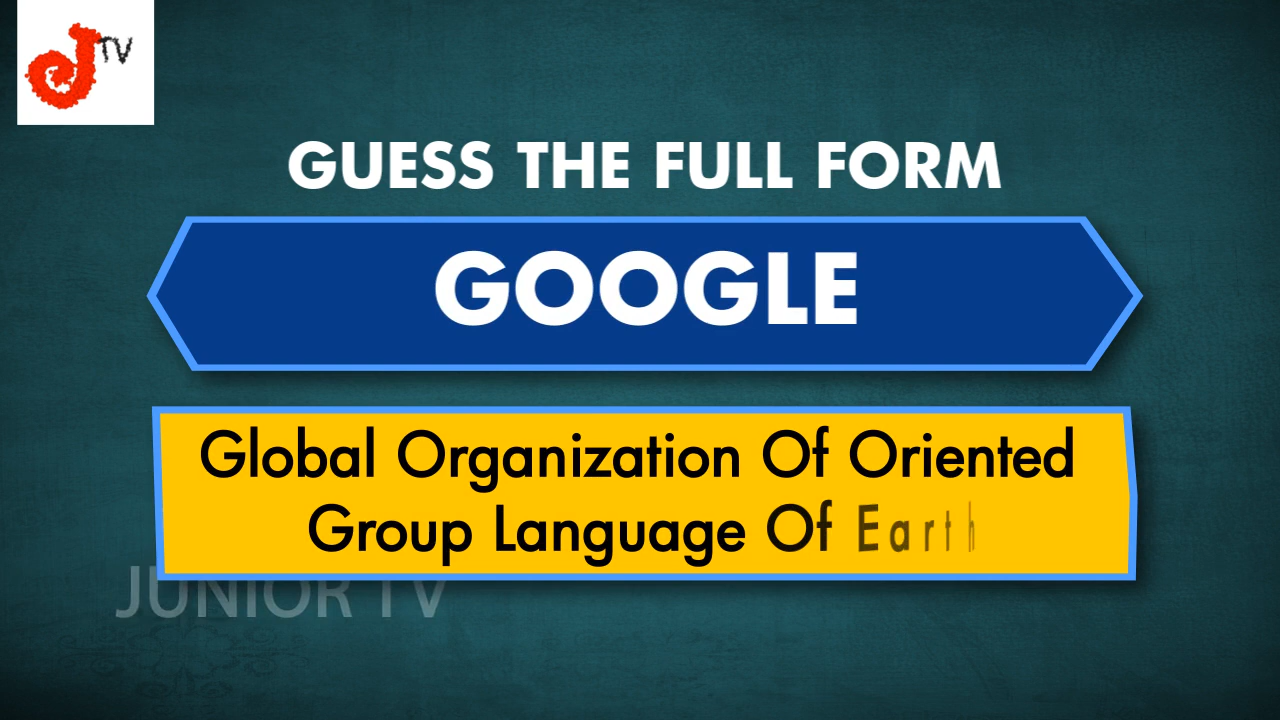 J TV
GUESS THE FULL FORM
GOOGLE
Global Organization Of Oriented
Group Language Of Earth
JUNIOR TV